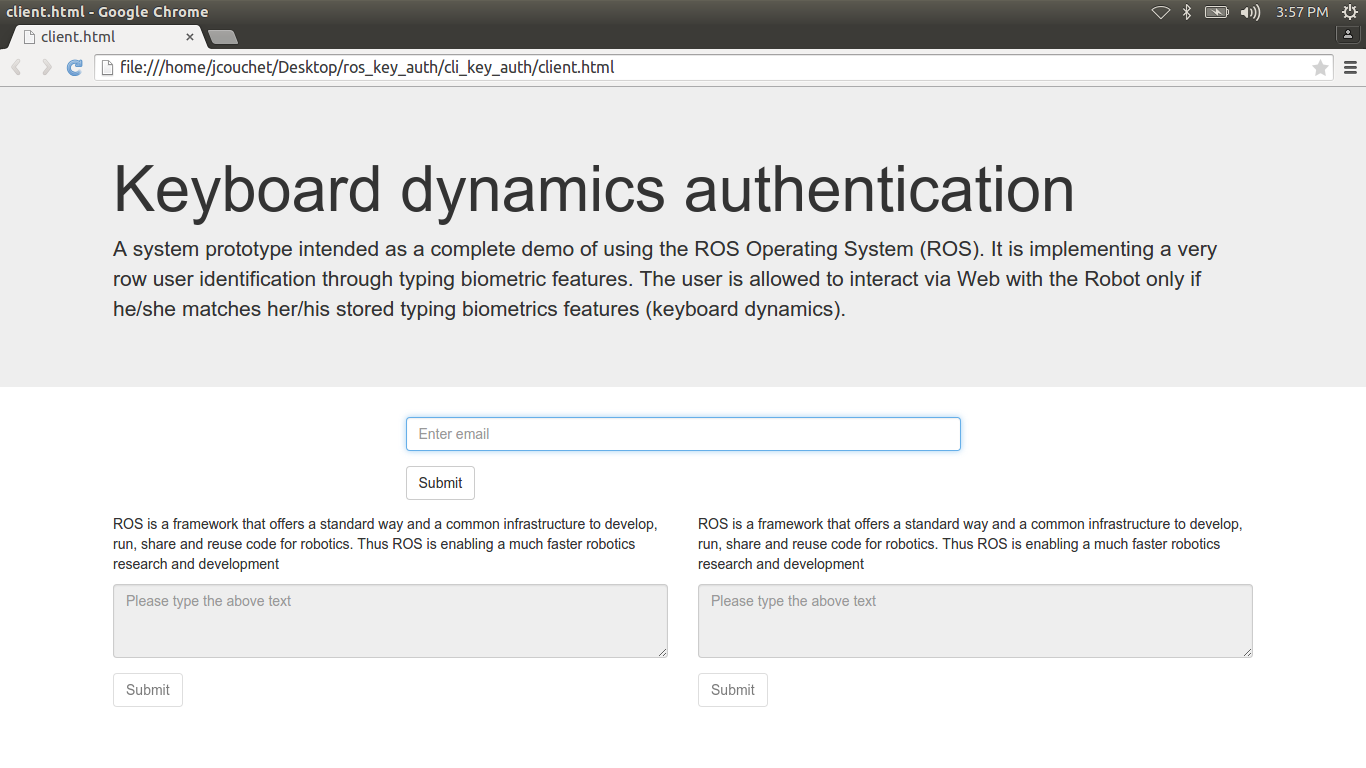 client.html - Google Chrome
3:57 PM
client.html
file:///home/jcouchet/Desktop/ros_key_auth/cli_key_auth/client.html
Keyboard dynamics authentication
A system prototype intended as a complete demo of using the ROS Operating System (ROS). It is implementing a very
row user identification through typing biometric features. The user is allowed to interact via Web with the Robot only if
he/she matches her/his stored typing biometrics features (keyboard dynamics).
Enter email
Submit
ROS is a framework that offers a standard way and a common infrastructure to develop,
run, share and reuse code for robotics. Thus ROS is enabling a much faster robotics
research and development
Please type the above text
Submit
ROS is a framework that offers a standard way and a common infrastructure to develop,
run, share and reuse code for robotics. Thus ROS is enabling a much faster robotics
research and development
Please type the above text
Submit